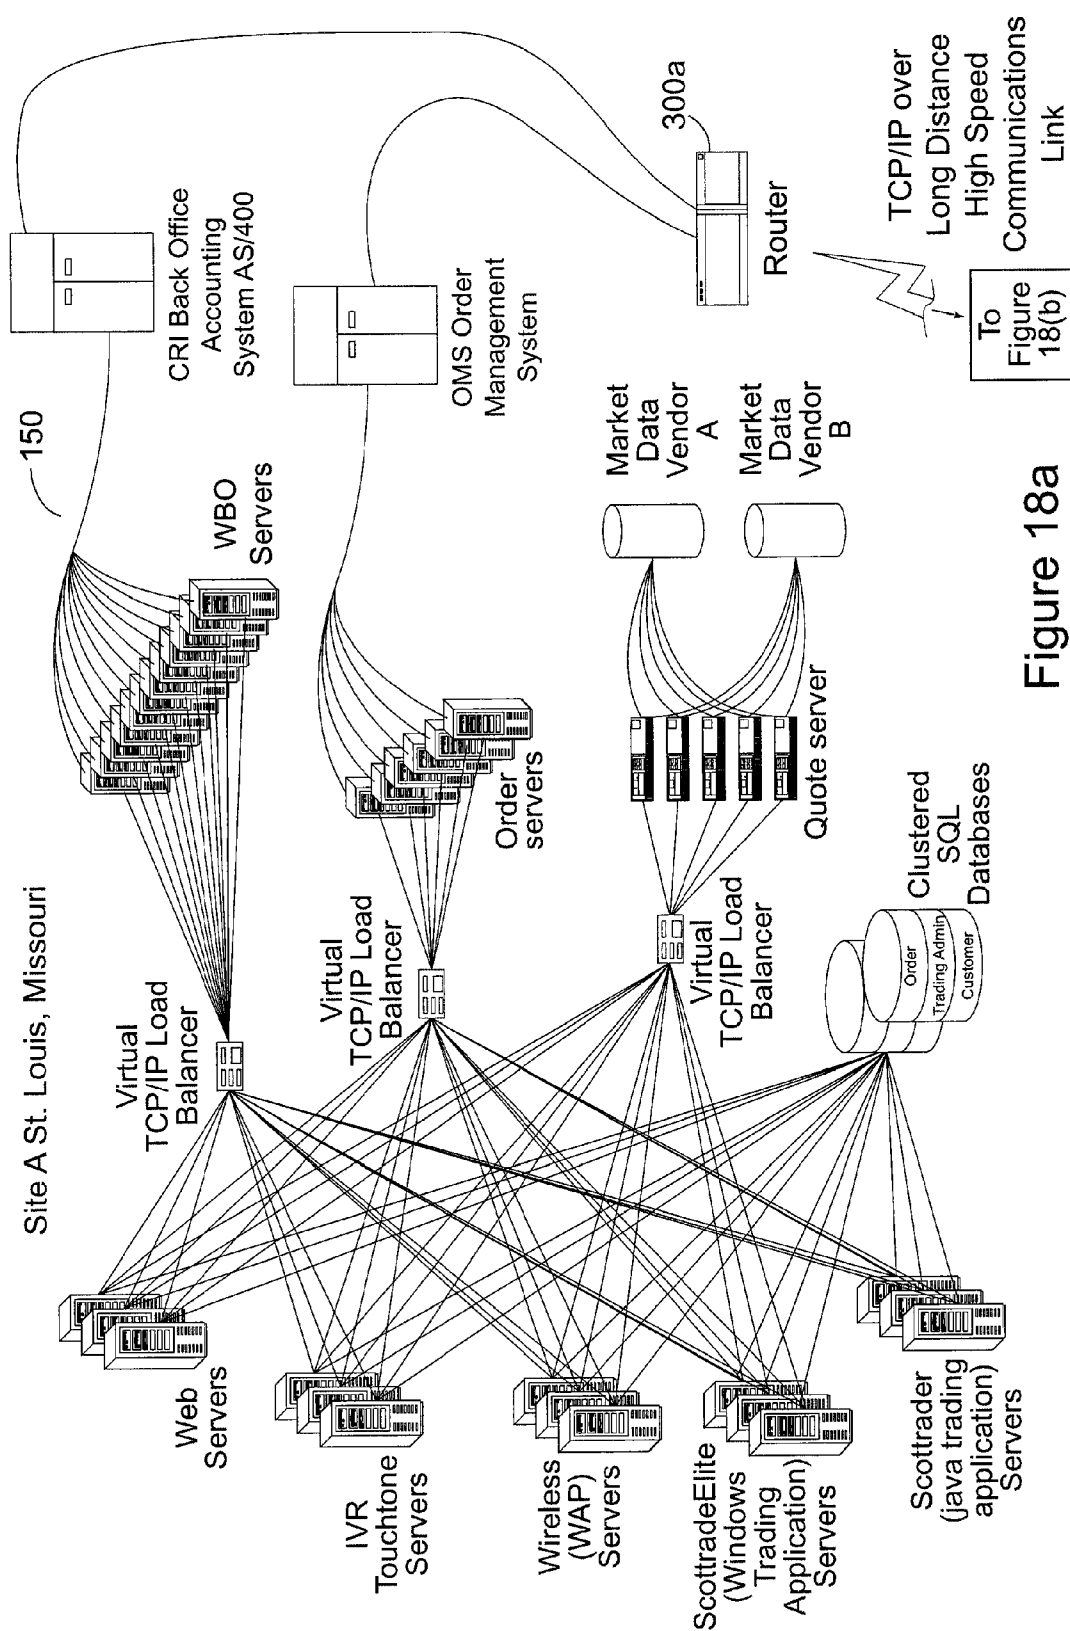 Site A St. Louis, Missouri
Web
Servers
IVR
Touchtone
Servers
Wireless
(WAP)
Servers
ScottradeElite
(Windows
Trading
Application)
Servers
Scottrader
(java trading
application)
Servers
Virtual
TCP/IP Load
Balancer
Virtual
TCP/IP Load
Balancer
Virtual
TCP/IP Load
Balancer
Order
Trading Admin
Customer
Clustered
SQL
Databases
WBO
Servers
150
Order
servers
Quote server
Market
Data
Vendor
A
Market
Data
Vendor
B
CRI Back Office
Accounting
System AS/400
OMS Order
Management
System
300a
Router
TCP/IP over
Long Distance
High Speed
Communications
Link
To
Figure
18(b)
Figure 18a